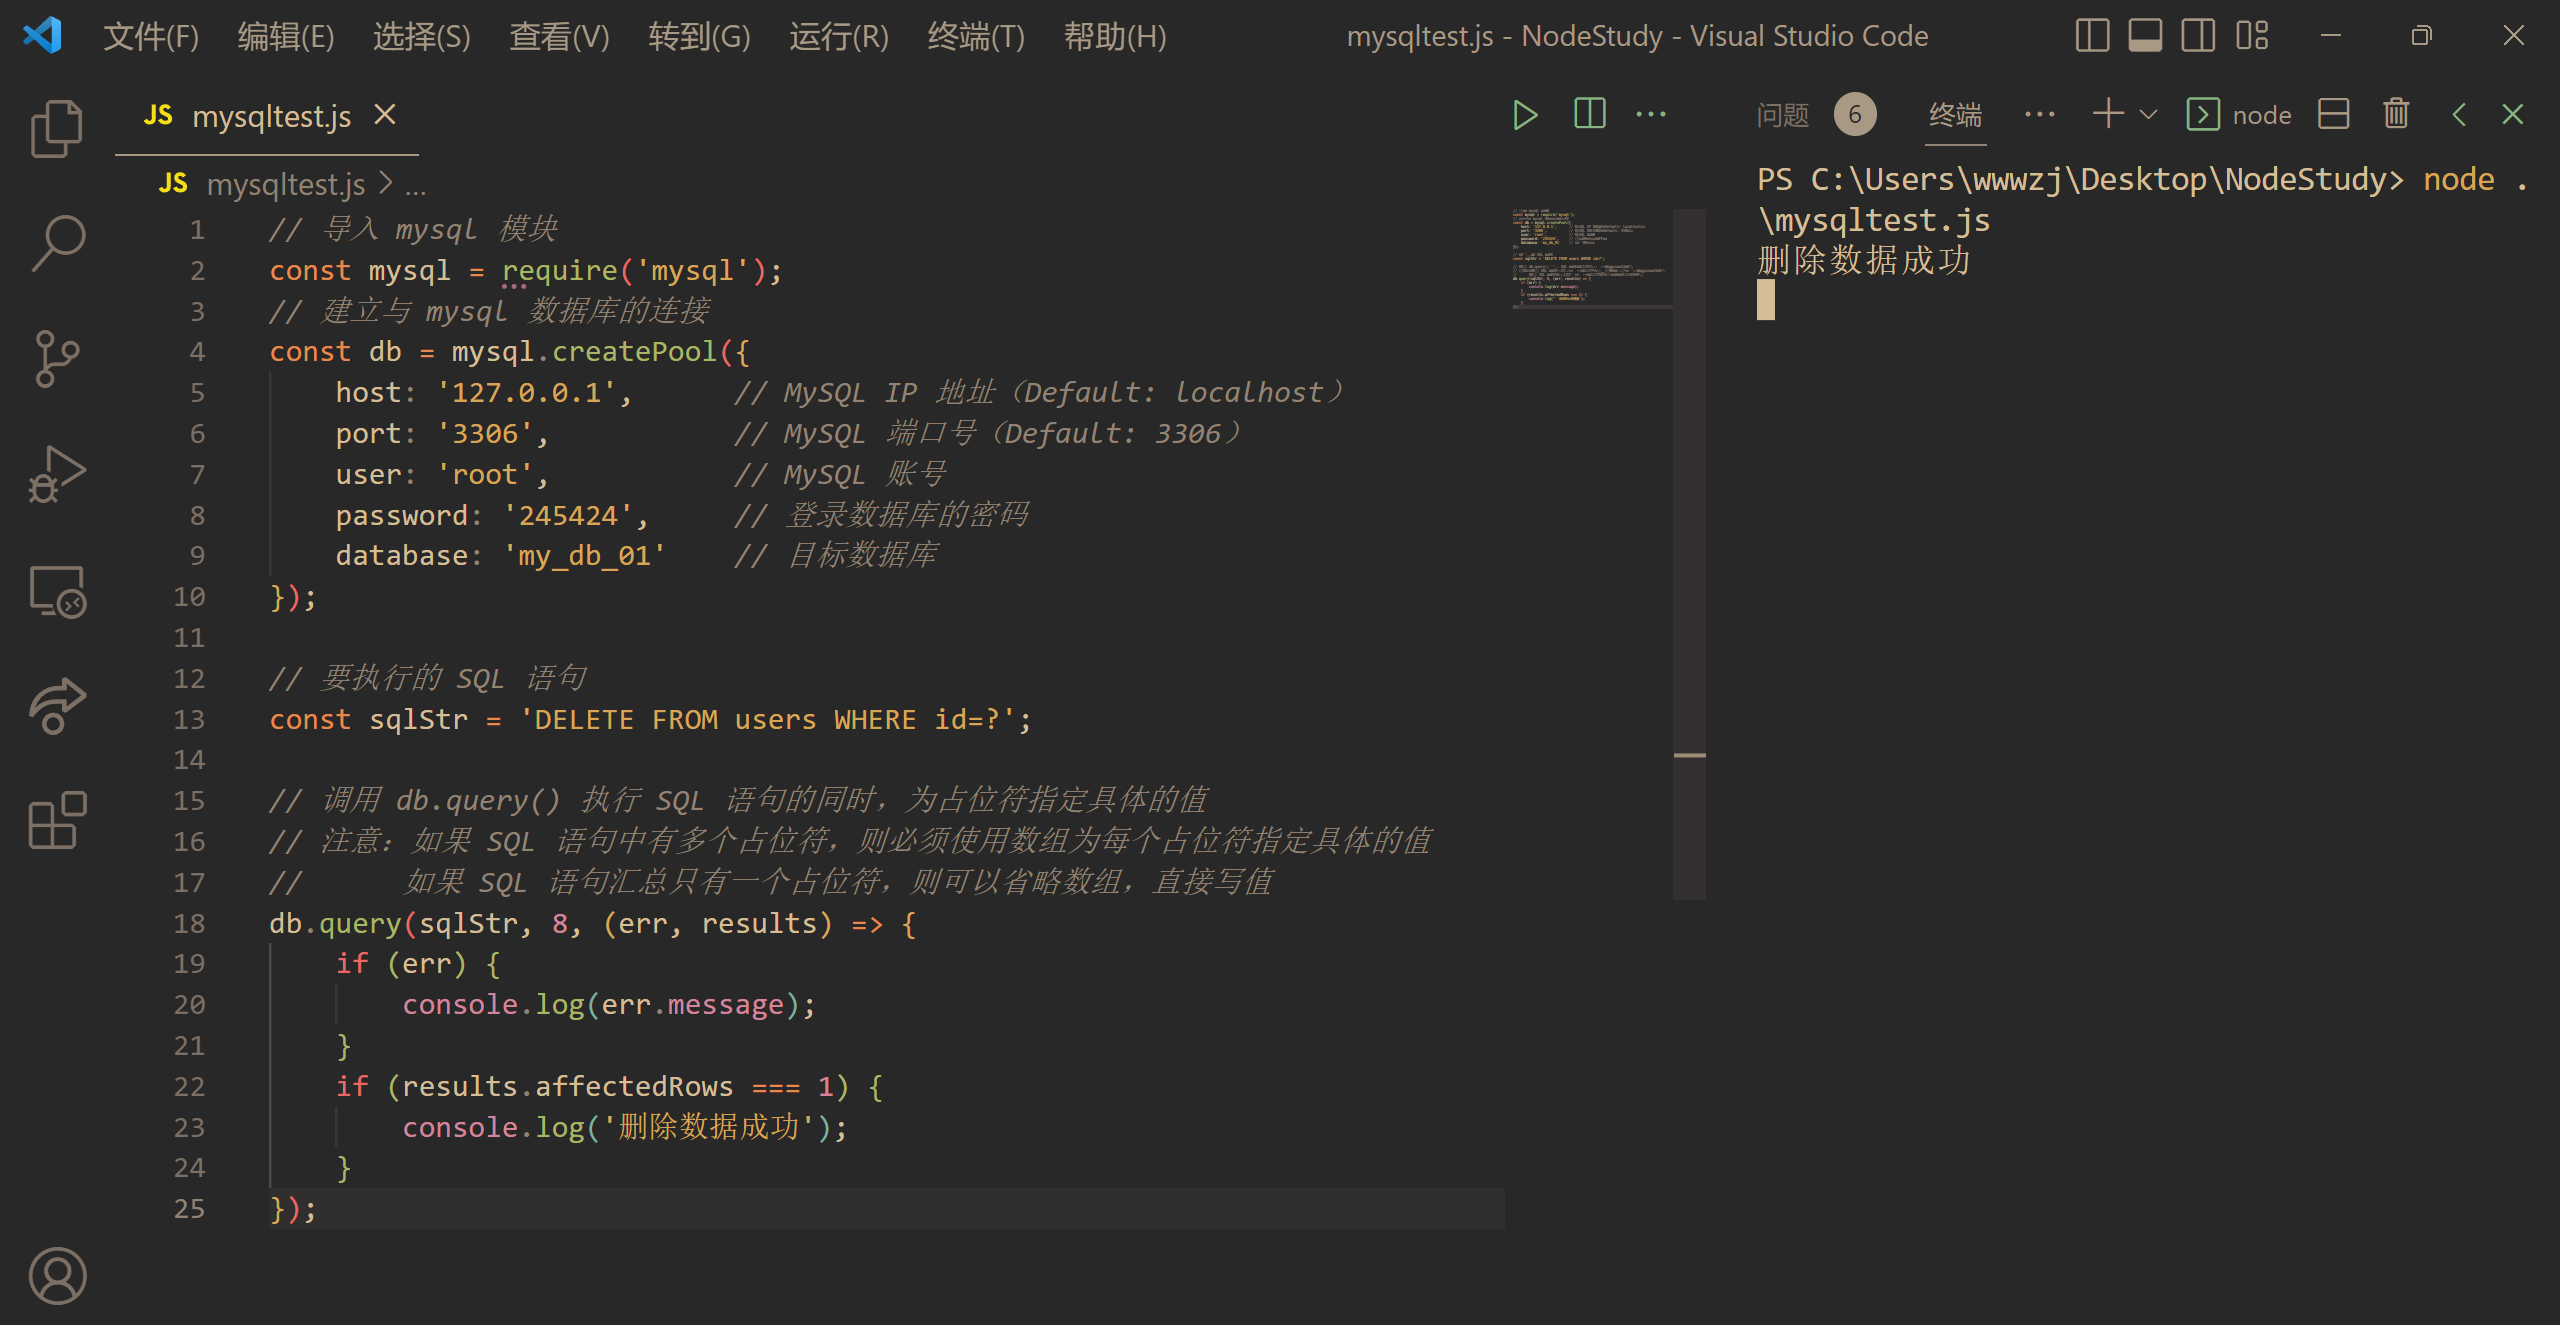 文件(F) 编辑(E) 选择(S) 查看(V) 转到(G) 运行(R) 终端(T) 帮助(H) mysqltest.js - NodeStudy - Visual Studio Code
JS mysqltest.js
JS mysqltest.js > ...
1 // 导入 mysql 模块
2 const mysql = require('mysql');
3 // 建立与 mysql 数据库的连接
4 const db = mysql.createPool({
5     host: '127.0.0.1',      // MySQL IP 地址（Default: localhost）
6     port: '3306',           // MySQL 端口号（Default: 3306）
7     user: 'root',           // MySQL 账号
8     password: '245424',     // 登录数据库的密码
9     database: 'my_db_01'    // 目标数据库
10 });
11
12 // 要执行的 SQL 语句
13 const sqlStr = 'DELETE FROM users WHERE id=?';
14
15 // 调用 db.query() 执行 SQL 语句的同时，为占位符指定具体的值
16 // 注意：如果 SQL 语句中有多个占位符，则必须使用数组为每个占位符指定具体的值
17 //      如果 SQL 语句汇总只有一个占位符，则可以省略数组，直接写值
18 db.query(sqlStr, 8, (err, results) => {
19     if (err) {
20         console.log(err.message);
21     }
22     if (results.affectedRows === 1) {
23         console.log('删除数据成功');
24     }
25 });
问题 6 终端 node
PS C:\Users\wwwzj\Desktop\NodeStudy> node .
\mysqltest.js
删除数据成功